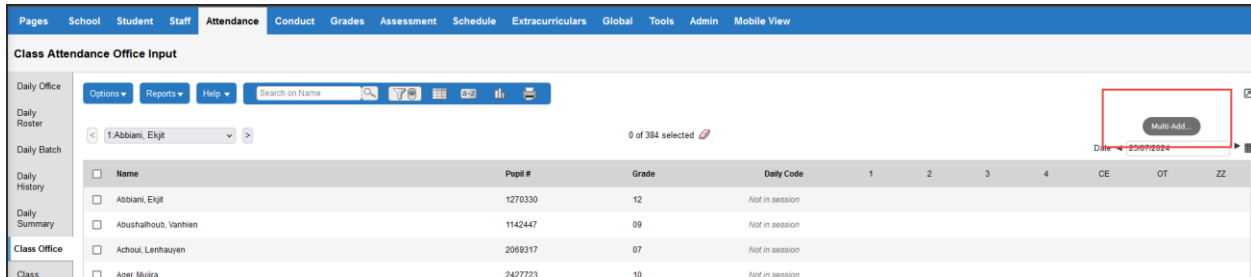 Pages School Student Staff Attendance Conduct Grades Assessment Schedule Extracurriculars Global Tools Admin Mobile View
Class Attendance Office Input
Daily Office
Daily Roster
Daily Batch
Daily History
Daily Summary
Class Office
Class
Options Reports Help Search on Name a-z
Multi-Add...
< 1:Abbiani, Ekjit > 0 of 384 selected
Date 25/07/2024
Name Pupil # Grade Daily Code 1 2 3 4 CE OT ZZ
Abbiani, Ekjit 1270330 12 Not in session
Abushalhoub, Vanhien 1142447 09 Not in session
Achoui, Lenhauyen 2069317 07 Not in session
Ager, Mujira 2427723 10 Not in session